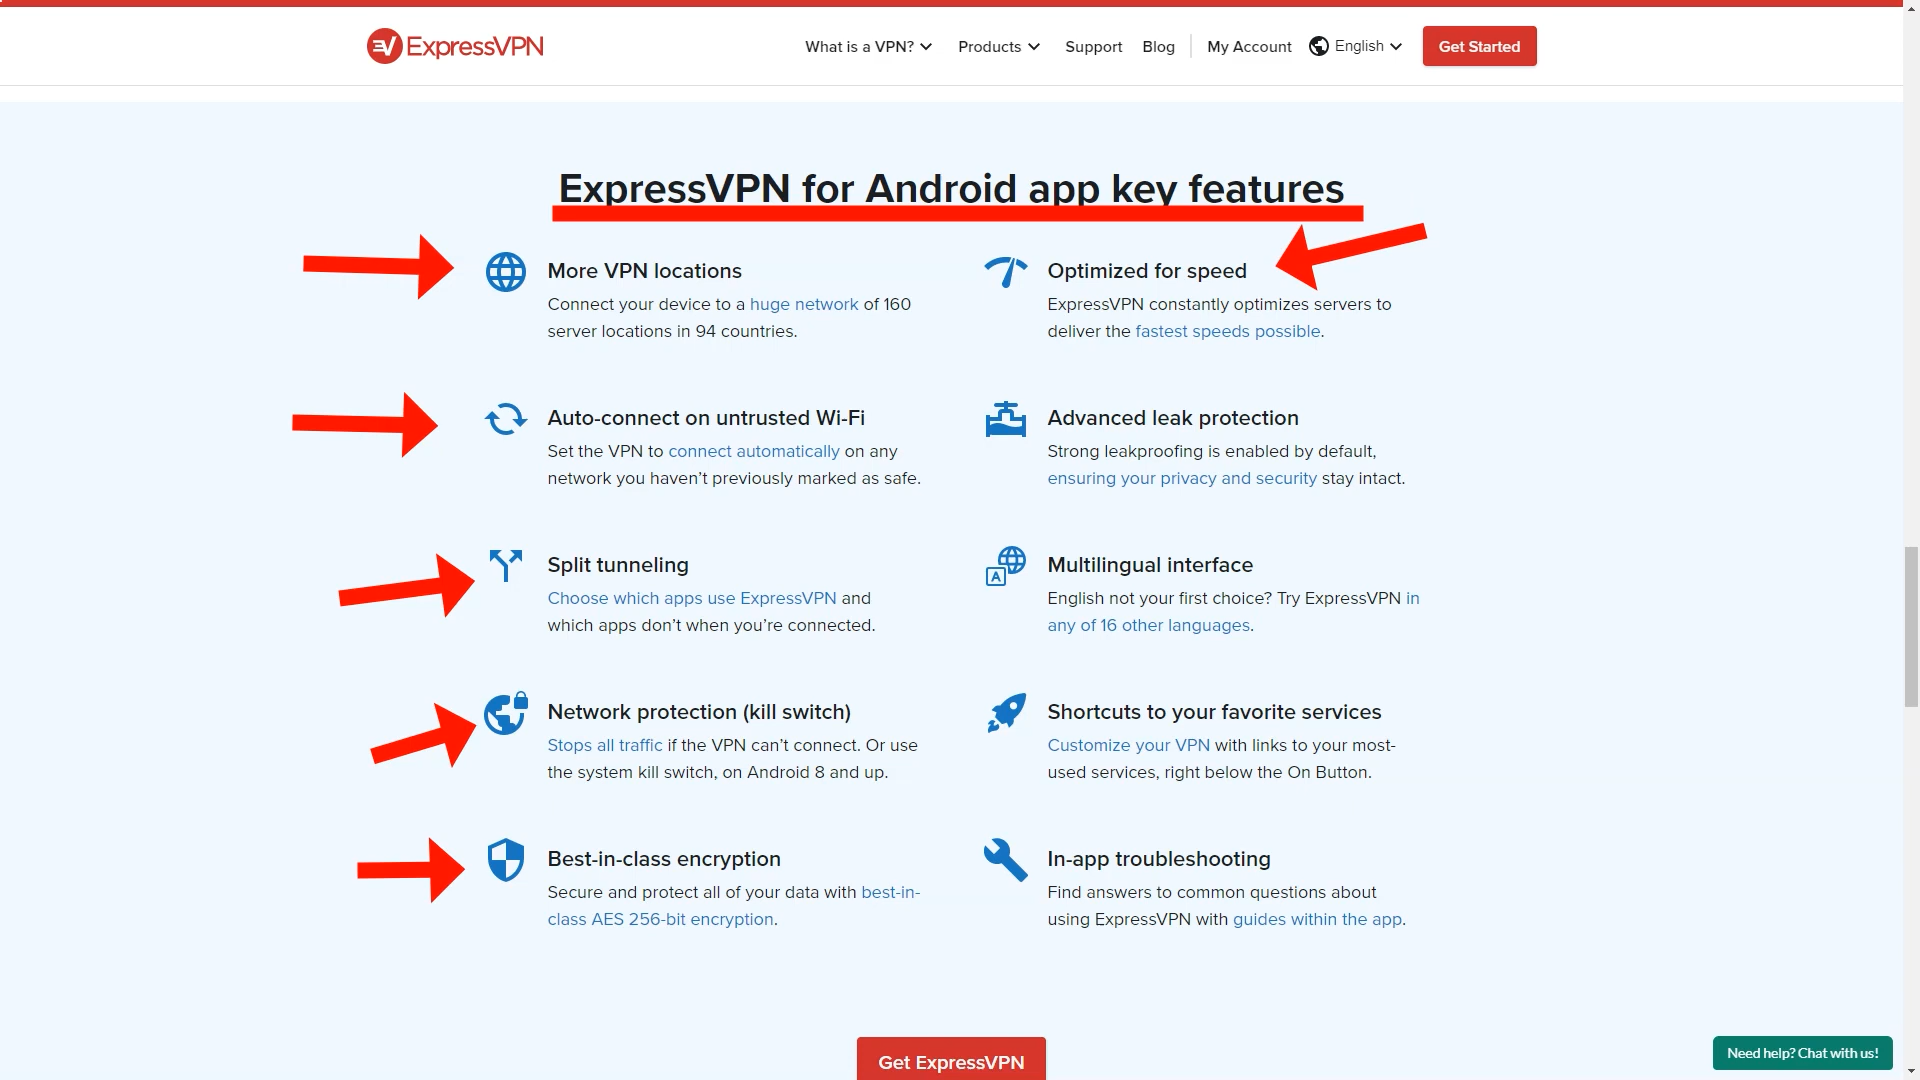 ExpressVPN
What is a VPN? Products Support Blog My Account English Get Started
ExpressVPN for Android app key features
More VPN locations
Connect your device to a huge network of 160
server locations in 94 countries.
Optimized for speed
ExpressVPN constantly optimizes servers to
deliver the fastest speeds possible.
Auto-connect on untrusted Wi-Fi
Set the VPN to connect automatically on any
network you haven’t previously marked as safe.
Advanced leak protection
Strong leakproofing is enabled by default,
ensuring your privacy and security stay intact.
Split tunneling
Choose which apps use ExpressVPN and
which apps don’t when you’re connected.
Multilingual interface
English not your first choice? Try ExpressVPN in
any of 16 other languages.
Network protection (kill switch)
Stops all traffic if the VPN can’t connect. Or use
the system kill switch, on Android 8 and up.
Shortcuts to your favorite services
Customize your VPN with links to your most-
used services, right below the On Button.
Best-in-class encryption
Secure and protect all of your data with best-in-
class AES 256-bit encryption.
In-app troubleshooting
Find answers to common questions about
using ExpressVPN with guides within the app.
Get ExpressVPN
Need help? Chat with us!